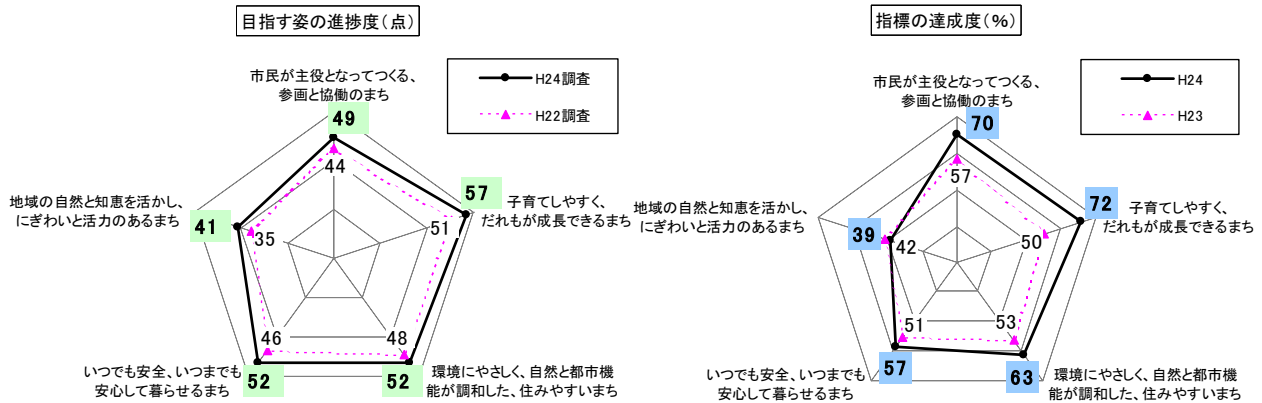 目指す姿の進捗度(点)
H24調査
H22調査
市民が主役となってつくる、
参画と協働のまち
49
44
57
子育てしやすく、
だれもが成長できるまち
51
地域の自然と知恵を活かし、
にぎわいと活力のあるまち
41
35
46
48
いつでも安全、いつまでも
安心して暮らせるまち
52
52
環境にやさしく、自然と都市機
能が調和した、住みやすいまち
指標の達成度(%)
H24
H23
市民が主役となってつくる、
参画と協働のまち
70
57
72
子育てしやすく、
だれもが成長できるまち
50
地域の自然と知恵を活かし、
にぎわいと活力のあるまち
39
42
51
53
いつでも安全、いつまでも
安心して暮らせるまち
57
63
環境にやさしく、自然と都市機
能が調和した、住みやすいまち